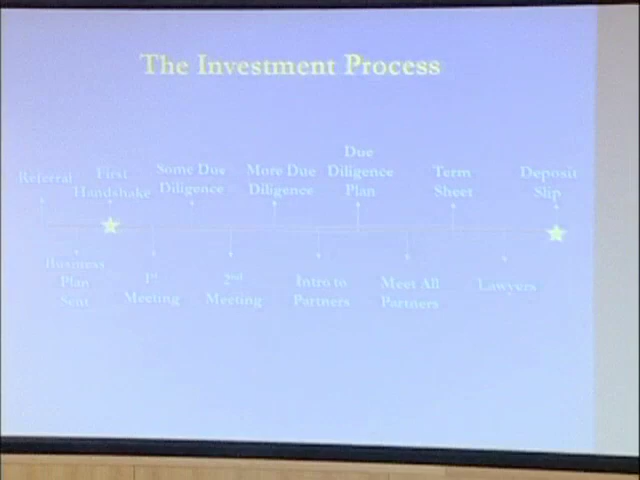 The Investment Process
Referral
First
Handshake
Some Due
Diligence
More Due
Diligence
Due
Diligence
Plan
Term
Sheet
Deposit
Slip
Business
Plan
Sent
1st
Meeting
2nd
Meeting
Intro to
Partners
Meet All
Partners
Lawyers